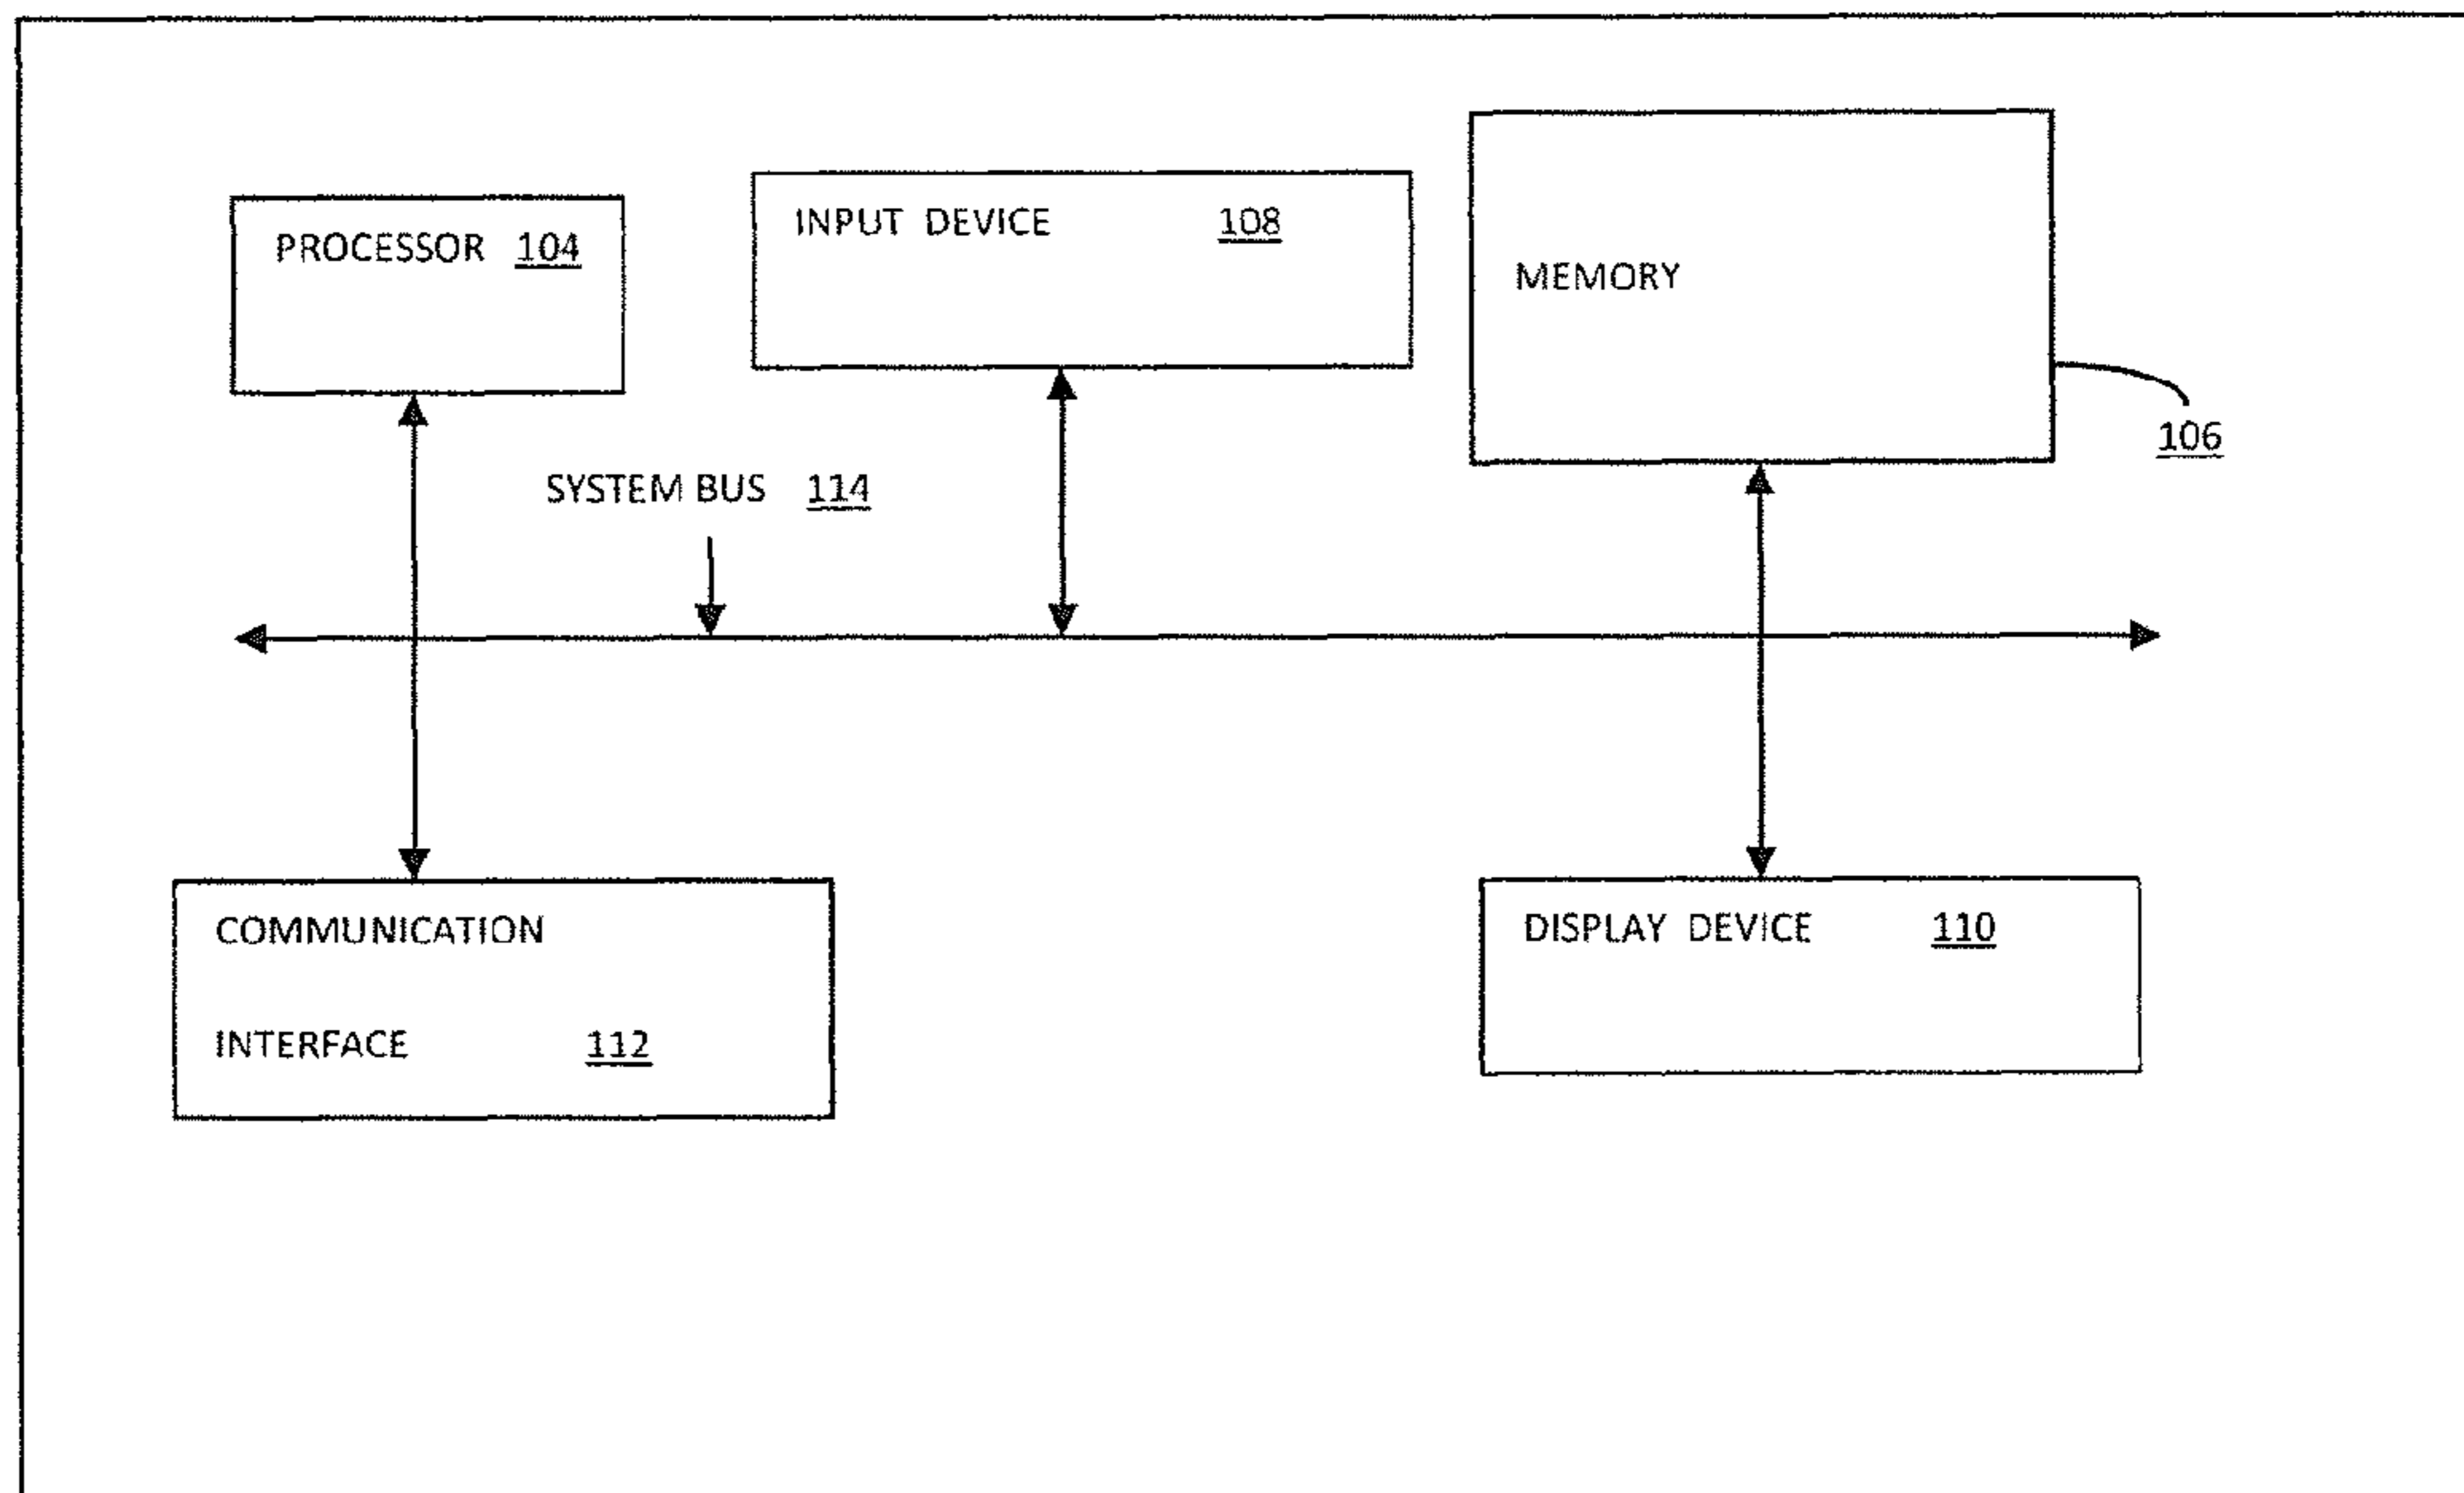 PROCESSOR 104
INPUT DEVICE 108
MEMORY
106
SYSTEM BUS 114
COMMUNICATION
INTERFACE 112
DISPLAY DEVICE 110